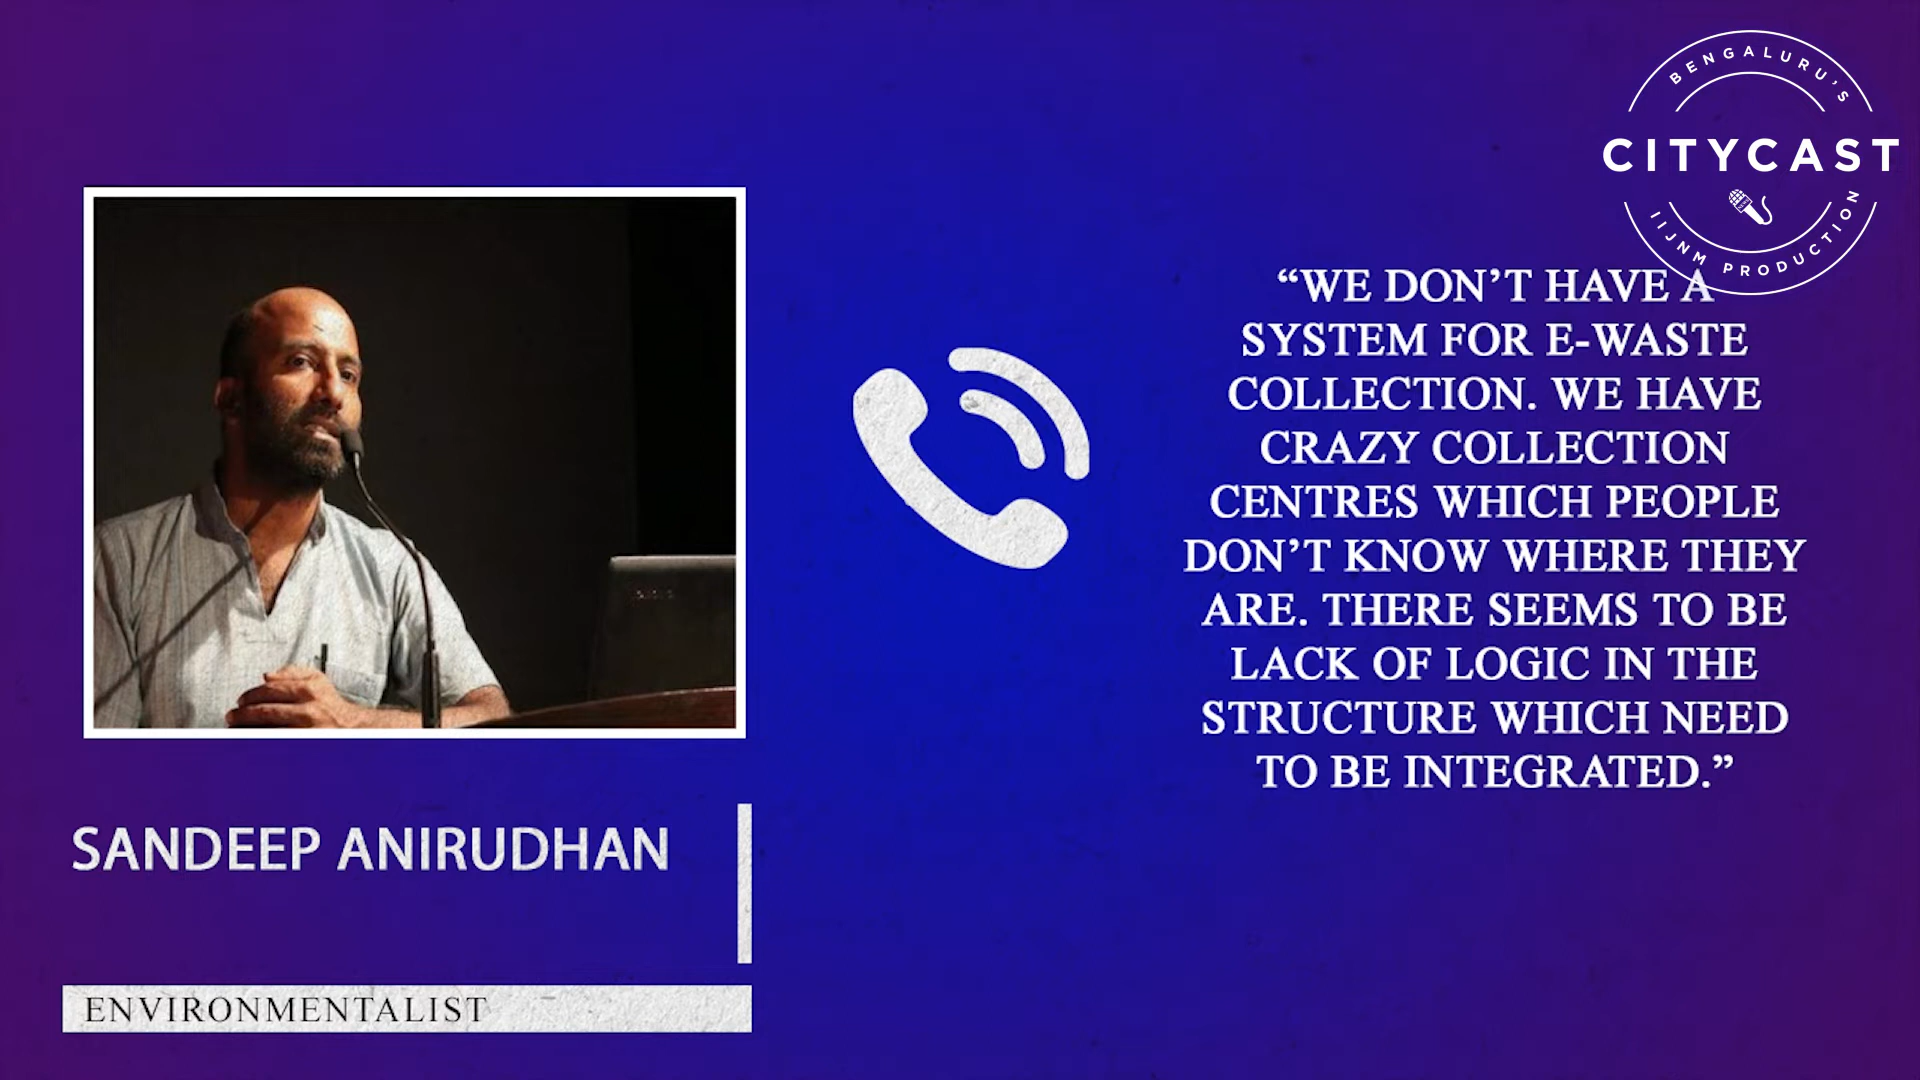 BENGALURU'S
CITYCAST
IIJNM PRODUCTION
“WE DON’T HAVE A
SYSTEM FOR E-WASTE
COLLECTION. WE HAVE
CRAZY COLLECTION
CENTRES WHICH PEOPLE
DON’T KNOW WHERE THEY
ARE. THERE SEEMS TO BE
LACK OF LOGIC IN THE
STRUCTURE WHICH NEED
TO BE INTEGRATED.”
SANDEEP ANIRUDHAN
ENVIRONMENTALIST